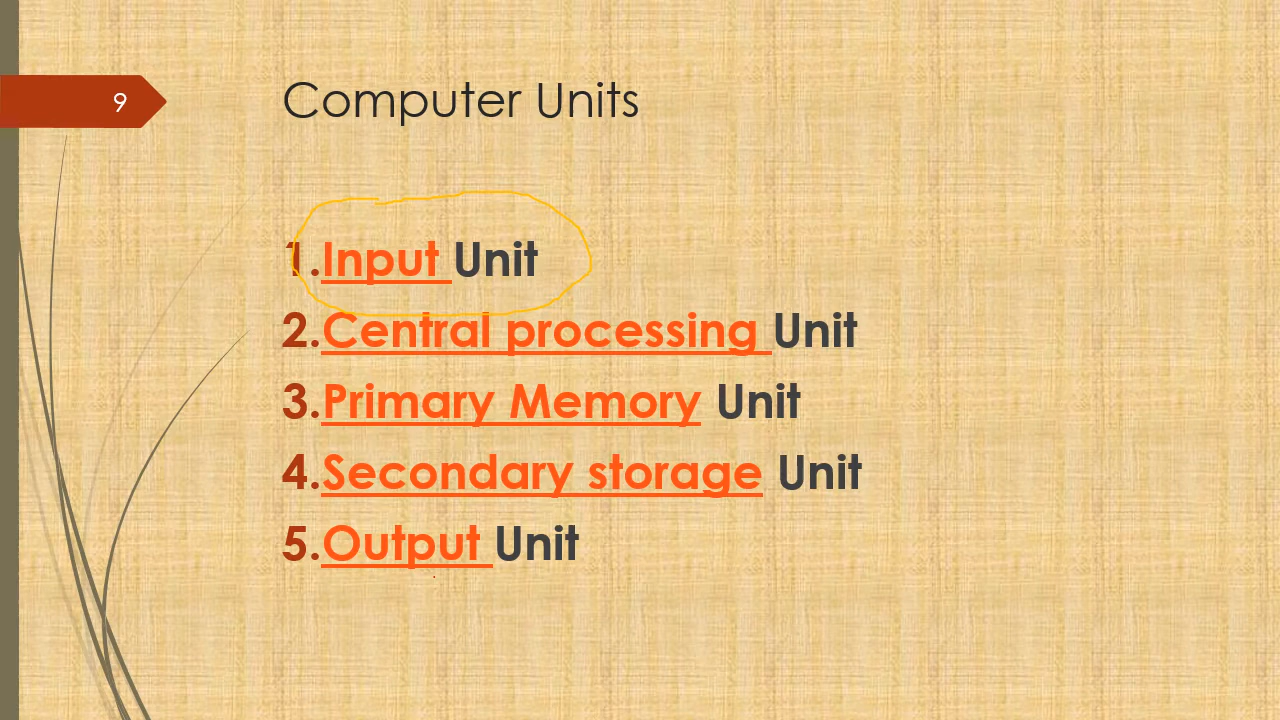 9
Computer Units
1.Input Unit
2.Central processing Unit
3.Primary Memory Unit
4.Secondary storage Unit
5.Output Unit